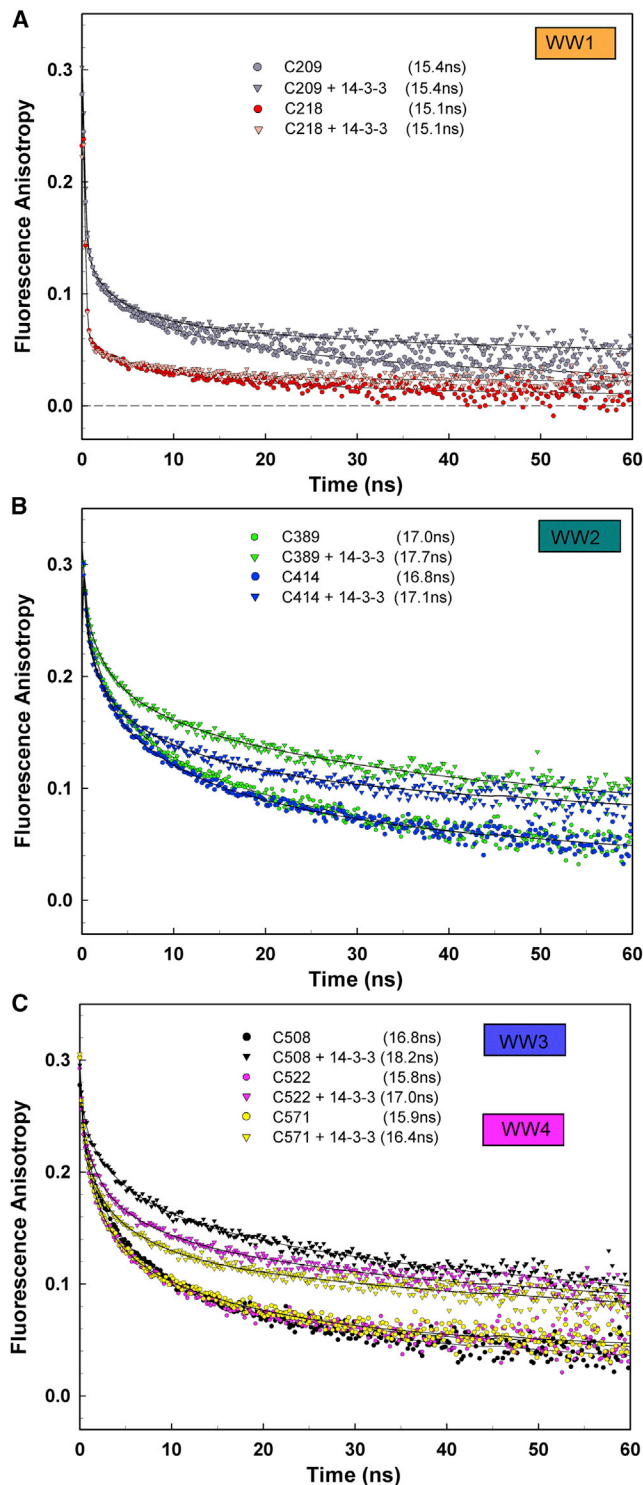 A
WW1
C209 (15.4ns)
C209 + 14-3-3 (15.4ns)
C218 (15.1ns)
C218 + 14-3-3 (15.1ns)
Fluorescence Anisotropy
0.3
0.2
0.1
0.0
0 10 20 30 40 50 60
Time (ns)
B
WW2
C389 (17.0ns)
C389 + 14-3-3 (17.7ns)
C414 (16.8ns)
C414 + 14-3-3 (17.1ns)
Fluorescence Anisotropy
0.3
0.2
0.1
0.0
0 10 20 30 40 50 60
Time (ns)
C
WW3
WW4
C508 (16.8ns)
C508 + 14-3-3 (18.2ns)
C522 (15.8ns)
C522 + 14-3-3 (17.0ns)
C571 (15.9ns)
C571 + 14-3-3 (16.4ns)
Fluorescence Anisotropy
0.3
0.2
0.1
0.0
0 10 20 30 40 50 60
Time (ns)